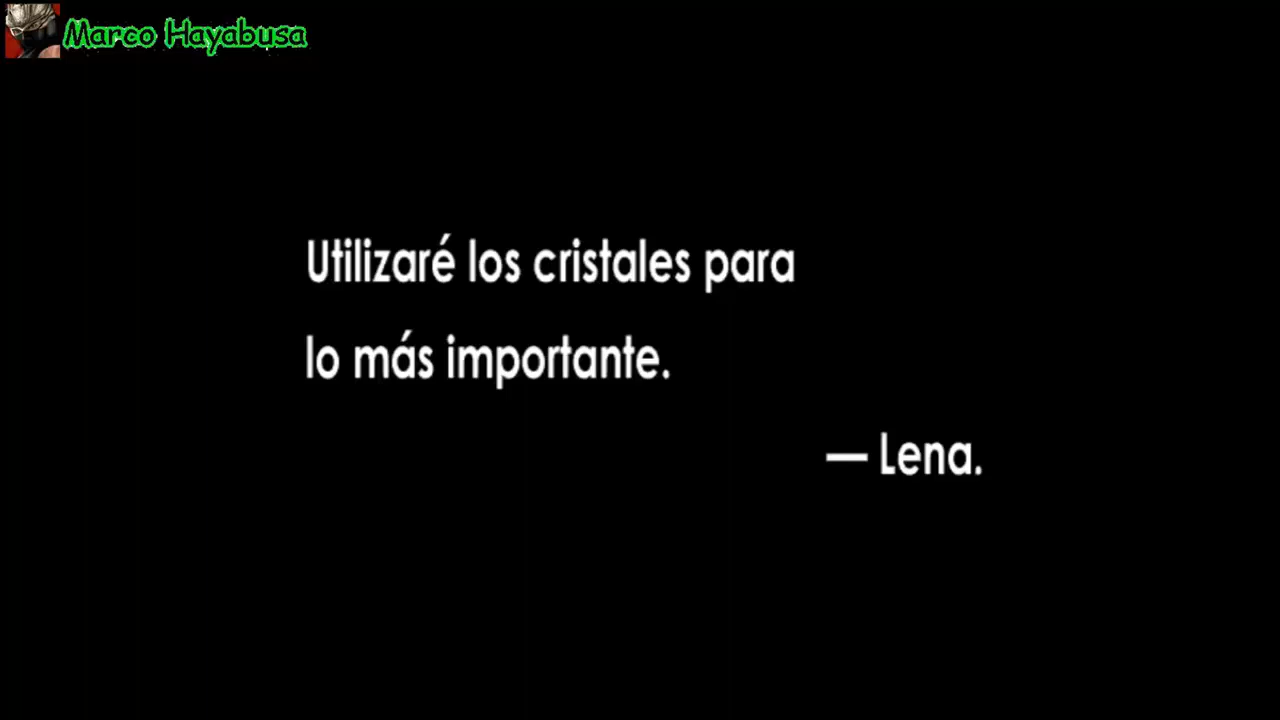 Marco Hayabusa
Utilizaré los cristales para
lo más importante.
— Lena.